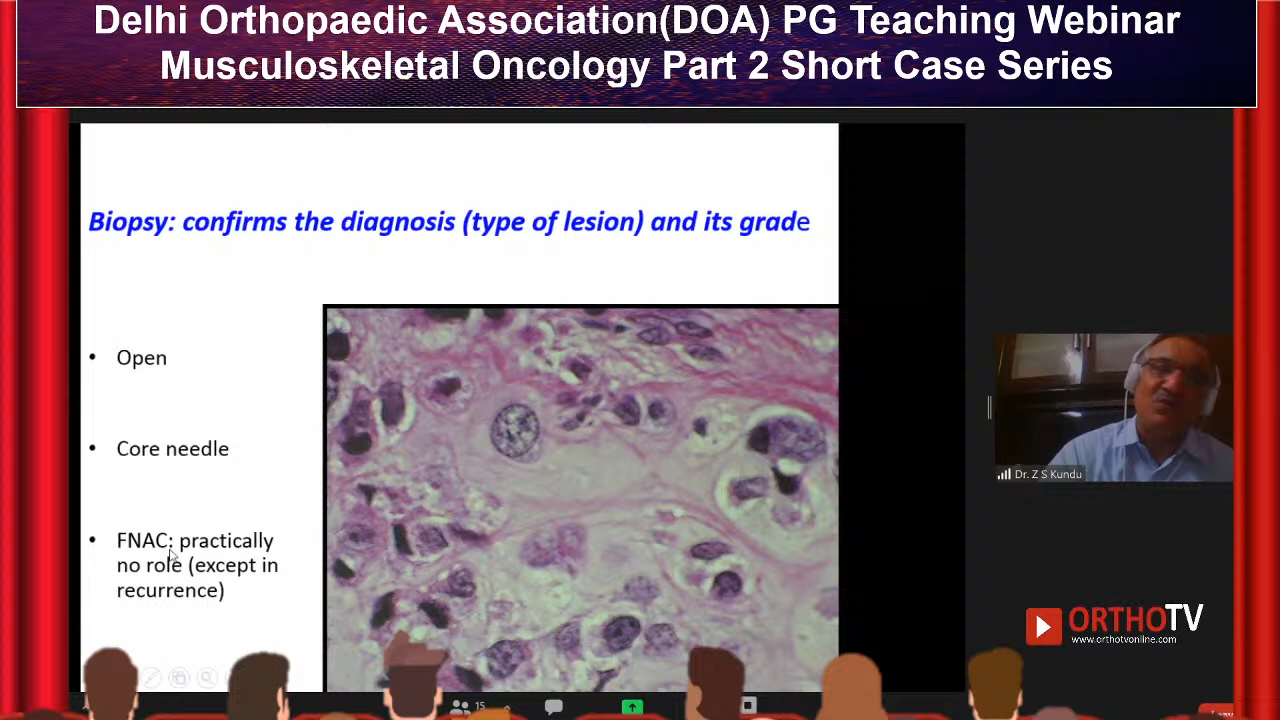 Delhi Orthopaedic Association(DOA) PG Teaching Webinar
Musculoskeletal Oncology Part 2 Short Case Series
Biopsy: confirms the diagnosis (type of lesion) and its grade
• Open
• Core needle
• FNAC: practically
no role (except in
recurrence)
Dr. Z S Kundu
ORTHOTV
www.orthotvonline.com
15